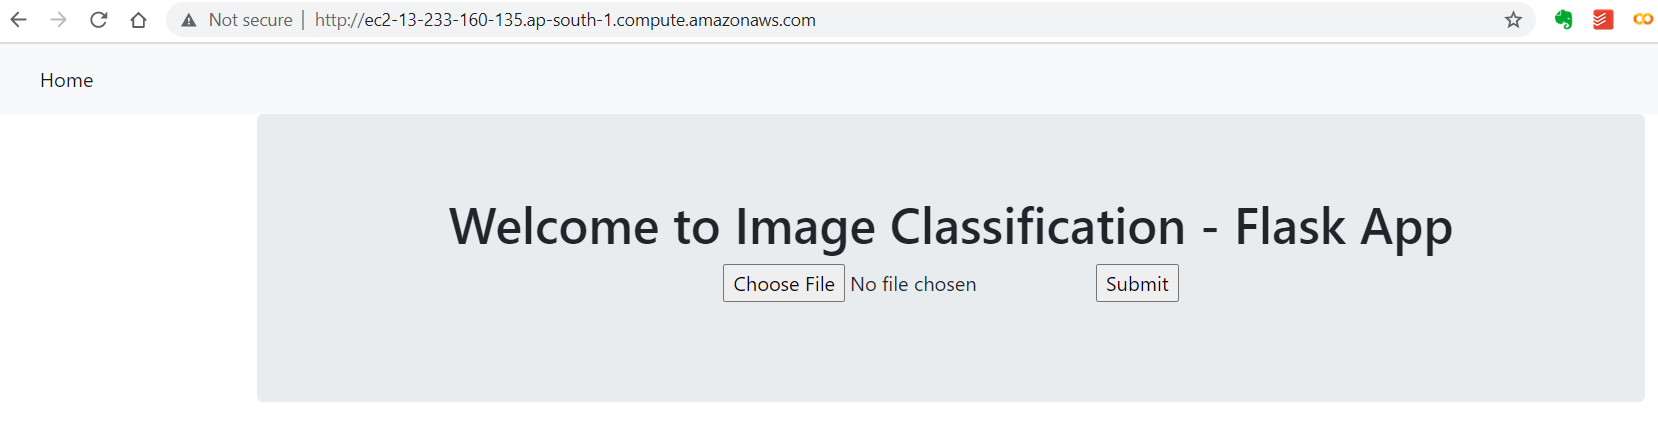 Not secure | http://ec2-13-233-160-135.ap-south-1.compute.amazonaws.com
Home
Welcome to Image Classification - Flask App
Choose File No file chosen Submit